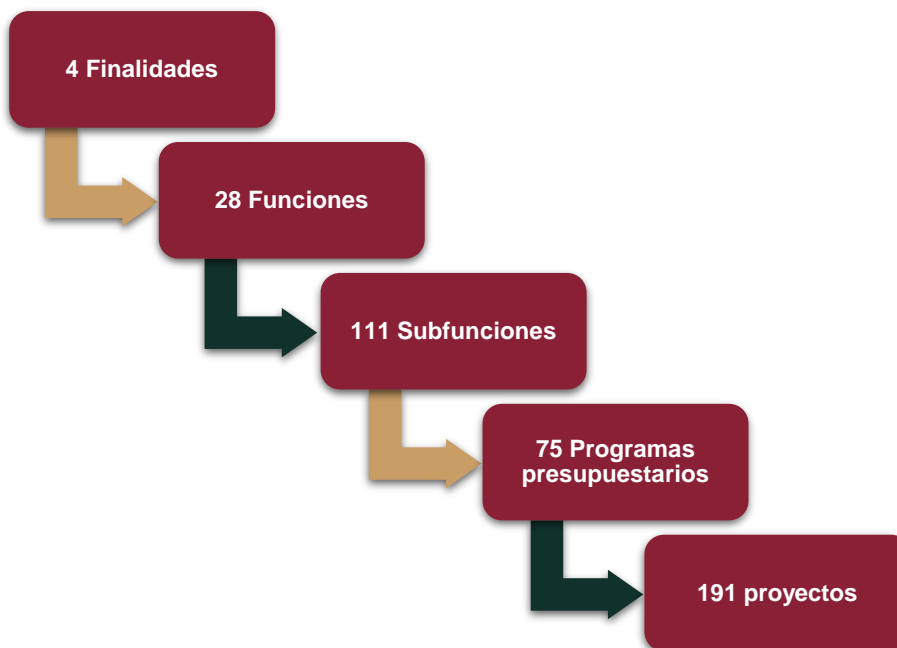 4 Finalidades
28 Funciones
111 Subfunciones
75 Programas
presupuestarios
191 proyectos